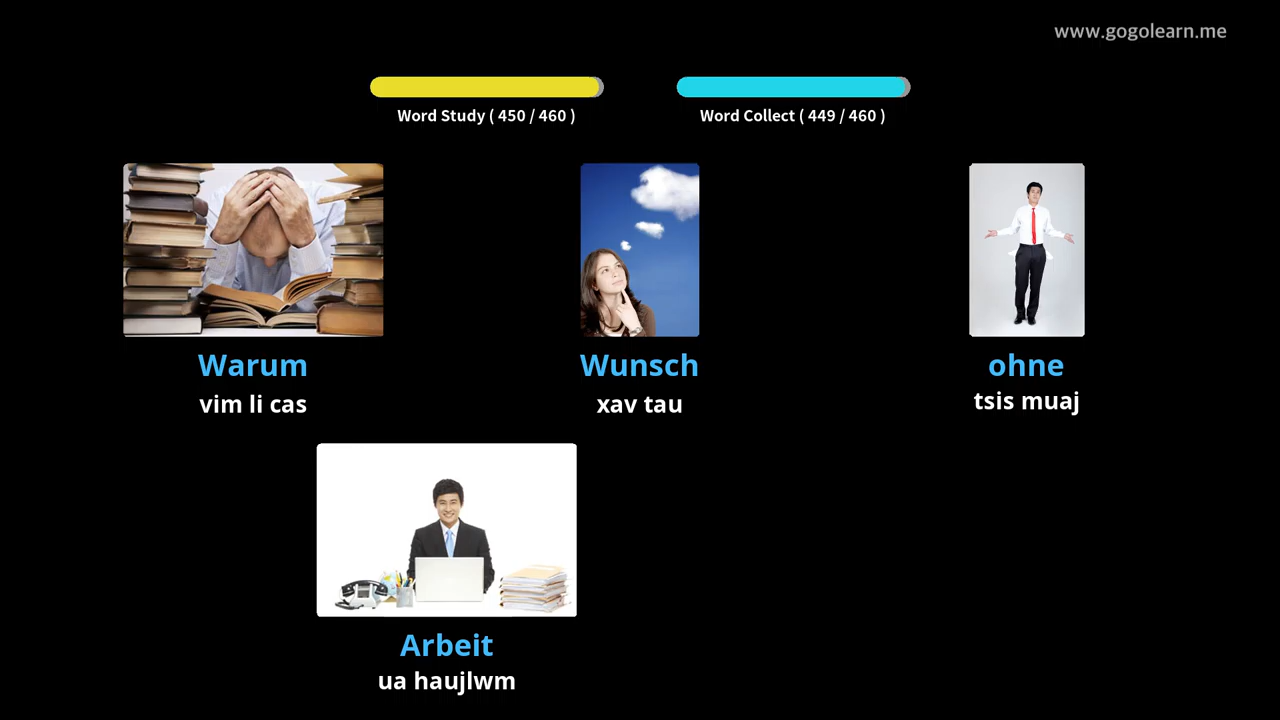 www.gogolearn.me
Word Study ( 450 / 460 )
Word Collect ( 449 / 460 )
Warum
vim li cas
Wunsch
xav tau
ohne
tsis muaj
Arbeit
ua haujlwm